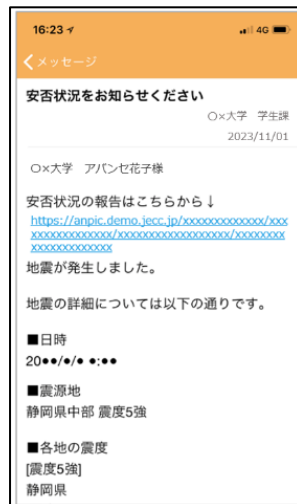 16:23
4G
メッセージ
安否状況をお知らせください
○×大学 学生課
2023/11/01
○×大学 アバンセ花子様
安否状況の報告はこちらから↓
https://anpic.demo.jecc.jp/xxxxxxxxxxxxx/xxx
xxxxxxxxxxxxx/xxxxxxxxxxxxxxxxxx/xxxxxxxx
xxxxxxxxxxxxx
地震が発生しました。
地震の詳細については以下の通りです。
■日時
20●●/●/● ●:●●
■震源地
静岡県中部 震度5強
■各地の震度
[震度5強]
静岡県